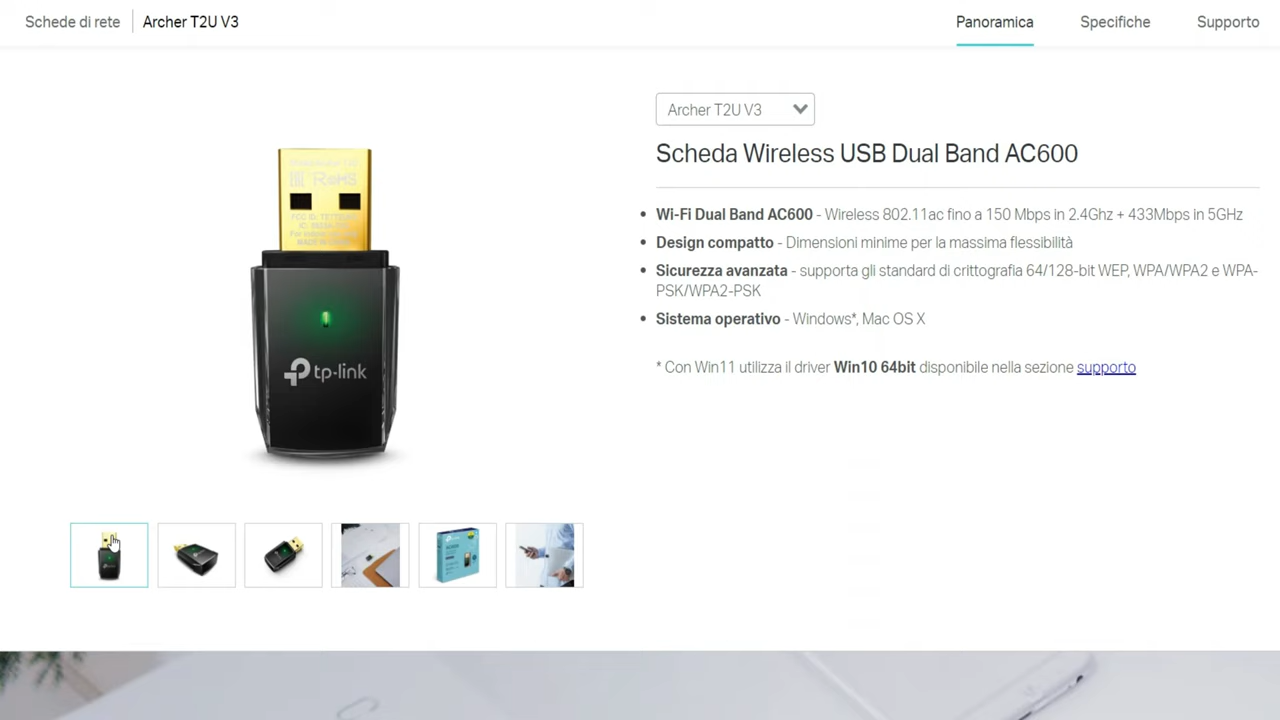 Schede di rete
Archer T2U V3
Panoramica
Specifiche
Supporto
Archer T2U V3
Scheda Wireless USB Dual Band AC600
Wi-Fi Dual Band AC600 - Wireless 802.11ac fino a 150 Mbps in 2.4Ghz + 433Mbps in 5GHz
Design compatto - Dimensioni minime per la massima flessibilità
Sicurezza avanzata - supporta gli standard di crittografia 64/128-bit WEP, WPA/WPA2 e WPA-
PSK/WPA2-PSK
Sistema operativo - Windows*, Mac OS X
* Con Win11 utilizza il driver Win10 64bit disponibile nella sezione supporto
RoHS
MADE IN CHINA
tp-link